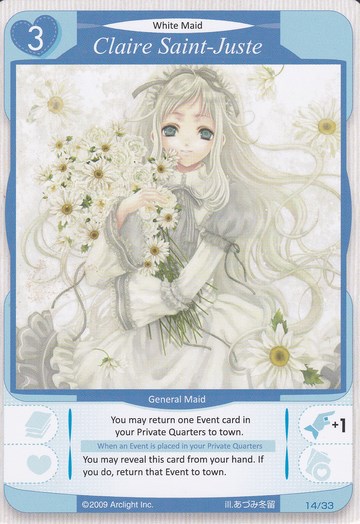 3
White Maid
Claire Saint-Juste
General Maid
You may return one Event card in
your Private Quarters to town.
When an Event is placed in your Private Quarters
You may reveal this card from your hand. If
you do, return that Event to town.
+1
©2009 Arclight Inc.
ill.あづみ冬留
14/33